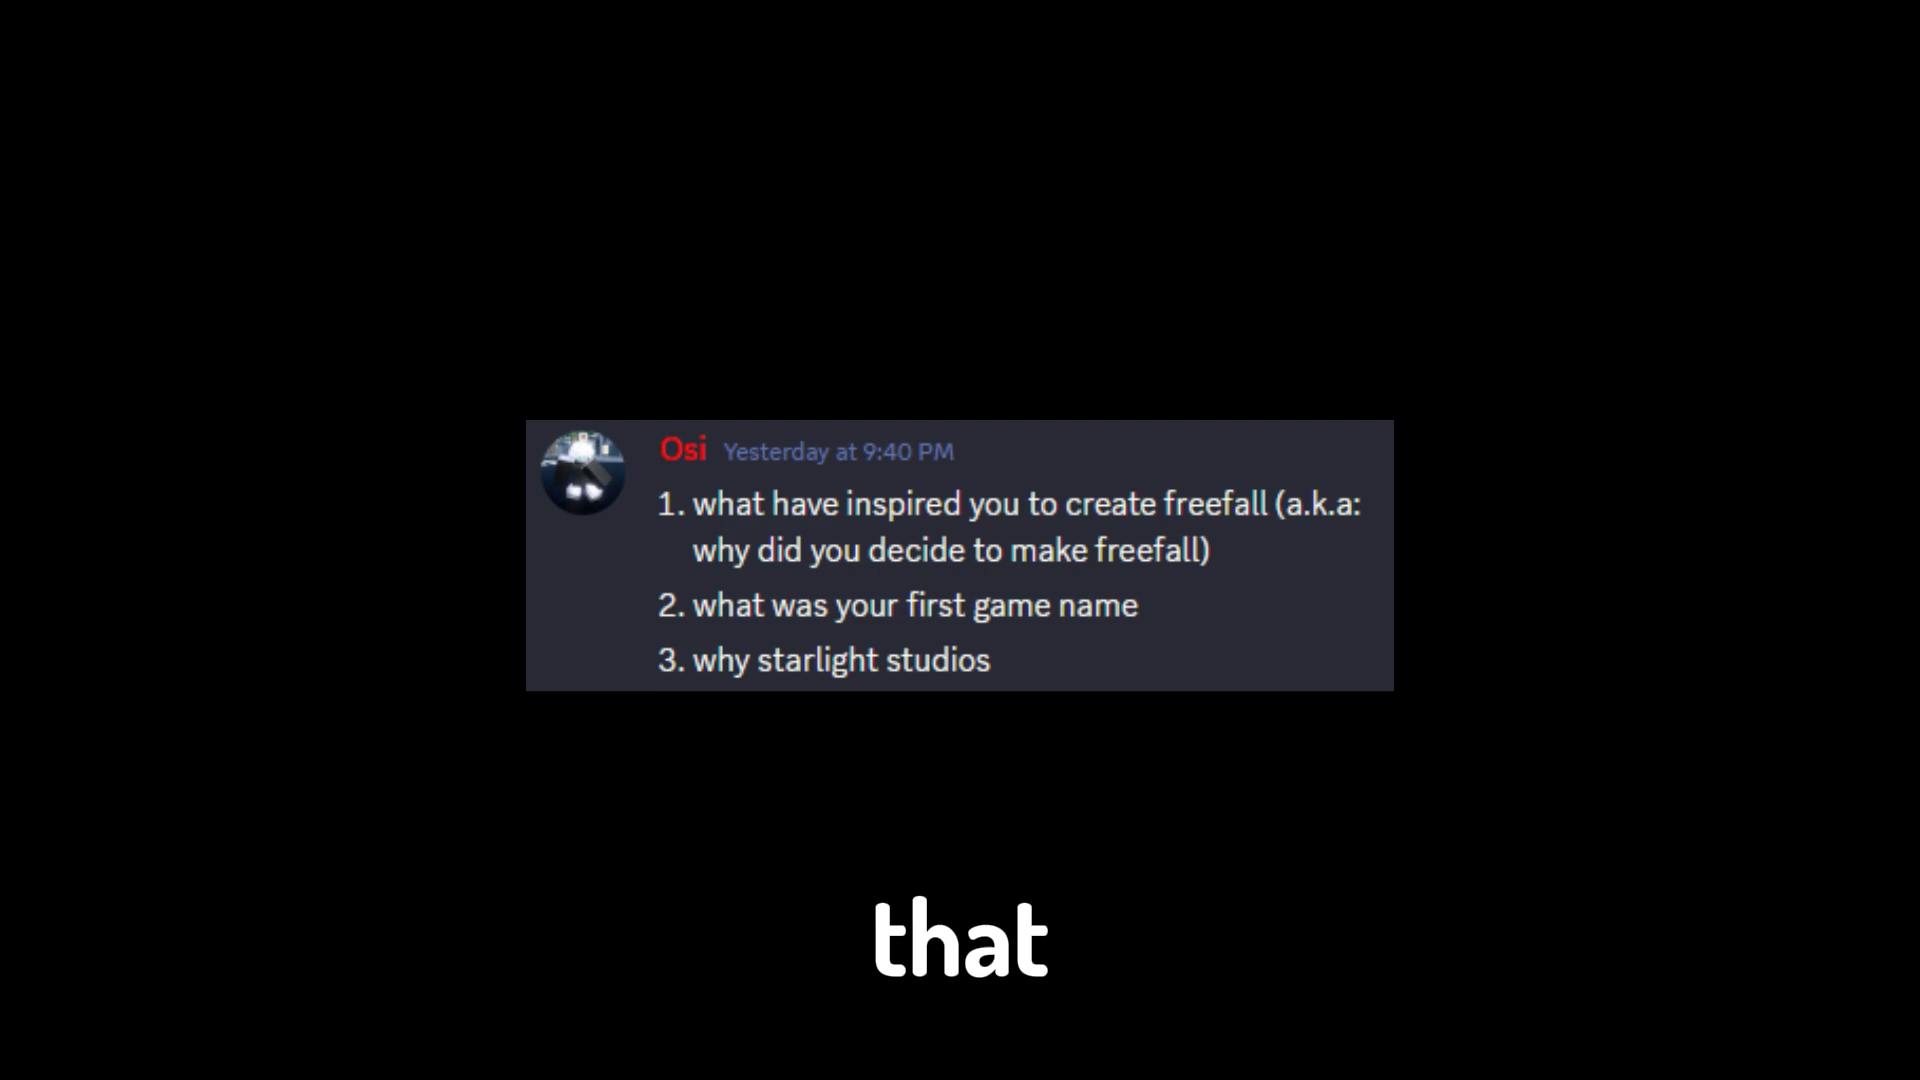 Osi Yesterday at 9:40 PM
1. what have inspired you to create freefall (a.k.a:
why did you decide to make freefall)
2. what was your first game name
3. why starlight studios
that